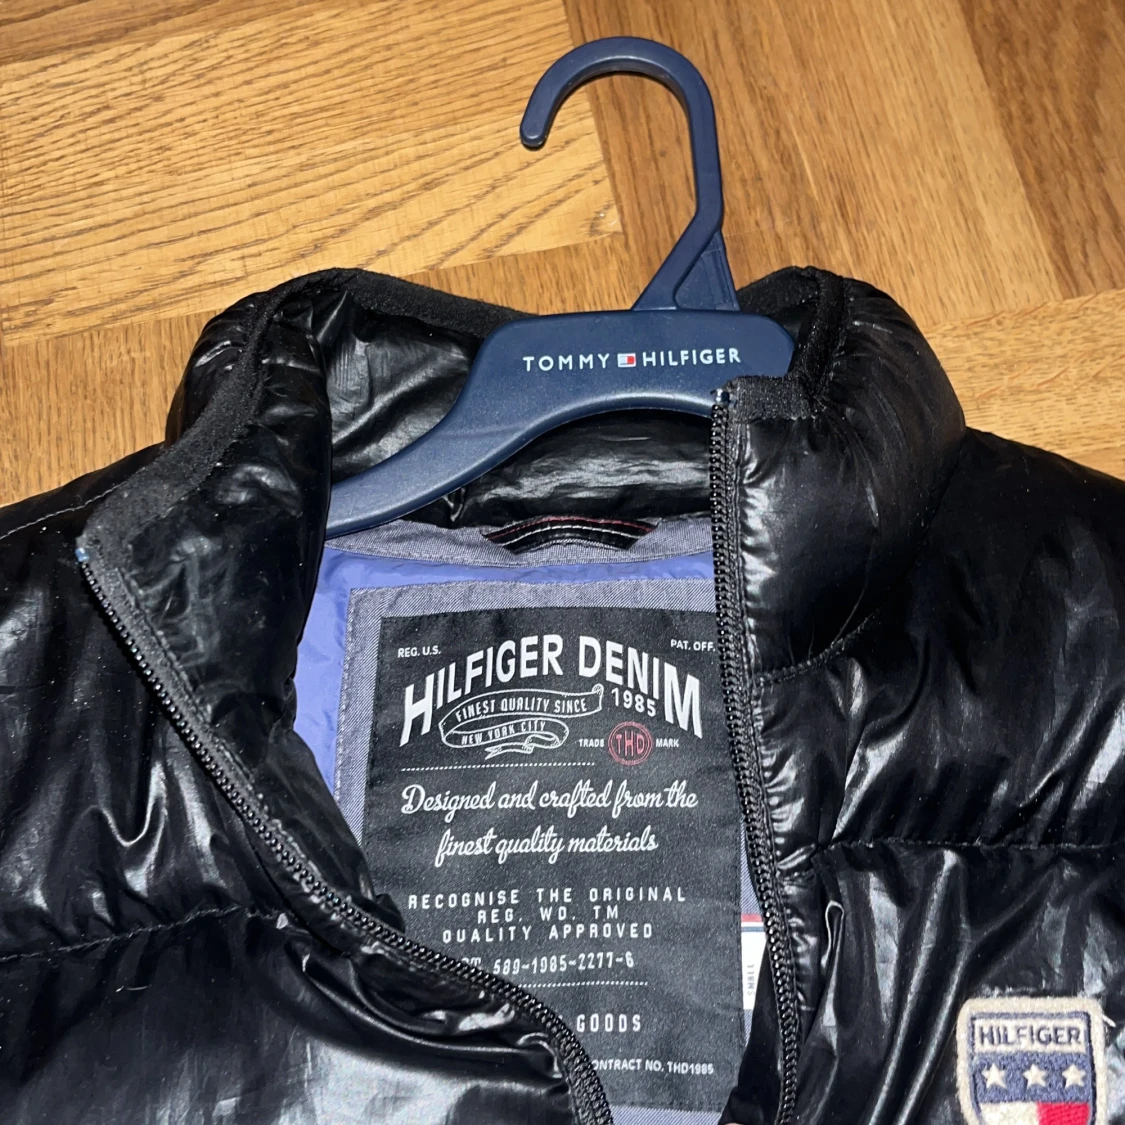 TOMMY HILFIGER
REG. U.S. PAT. OFF.
HILFIGER DENIM
FINEST QUALITY SINCE 1985
NEW YORK CITY
TRADE THD MARK
Designed and crafted from the
finest quality materials
RECOGNISE THE ORIGINAL
REG. WD. TM
QUALITY APPROVED
589-1985-2277-6
GOODS
ONTRACT NO. THD1985
SMALL
HILFIGER